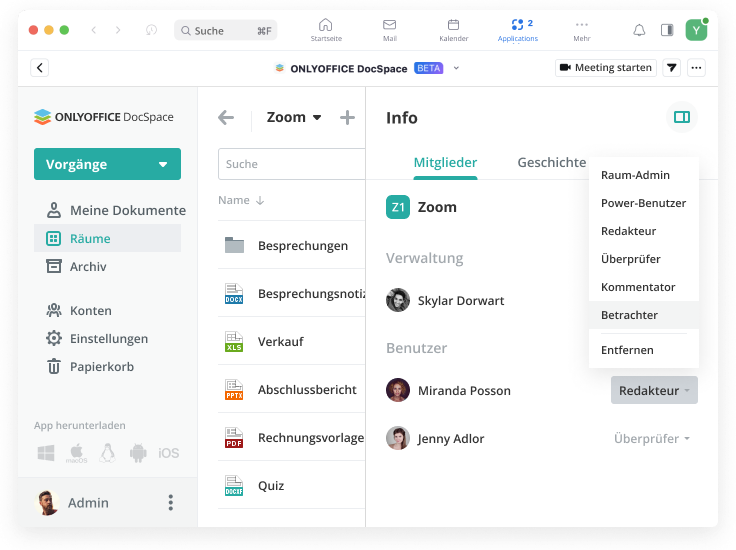 Suche
⌘F
Startseite
Mail
Kalender
2
Applications
Mehr
Y
ONLYOFFICE DocSpace
BETA
Meeting starten
ONLYOFFICE DocSpace
Vorgänge
Meine Dokumente
Räume
Archiv
Konten
Einstellungen
Papierkorb
App herunterladen
macOS
iOS
Admin
Zoom
Suche
Name
Besprechungen
DOCX
Besprechungsnotiz
XLS
Verkauf
PPTX
Abschlussbericht
PDF
Rechnungsvorlage
DOCXF
Quiz
Info
Mitglieder
Geschichte
Z1
Zoom
Verwaltung
Skylar Dorwart
Benutzer
Miranda Posson
Redakteur
Jenny Adlor
Überprüfer
Raum-Admin
Power-Benutzer
Redakteur
Überprüfer
Kommentator
Betrachter
Entfernen